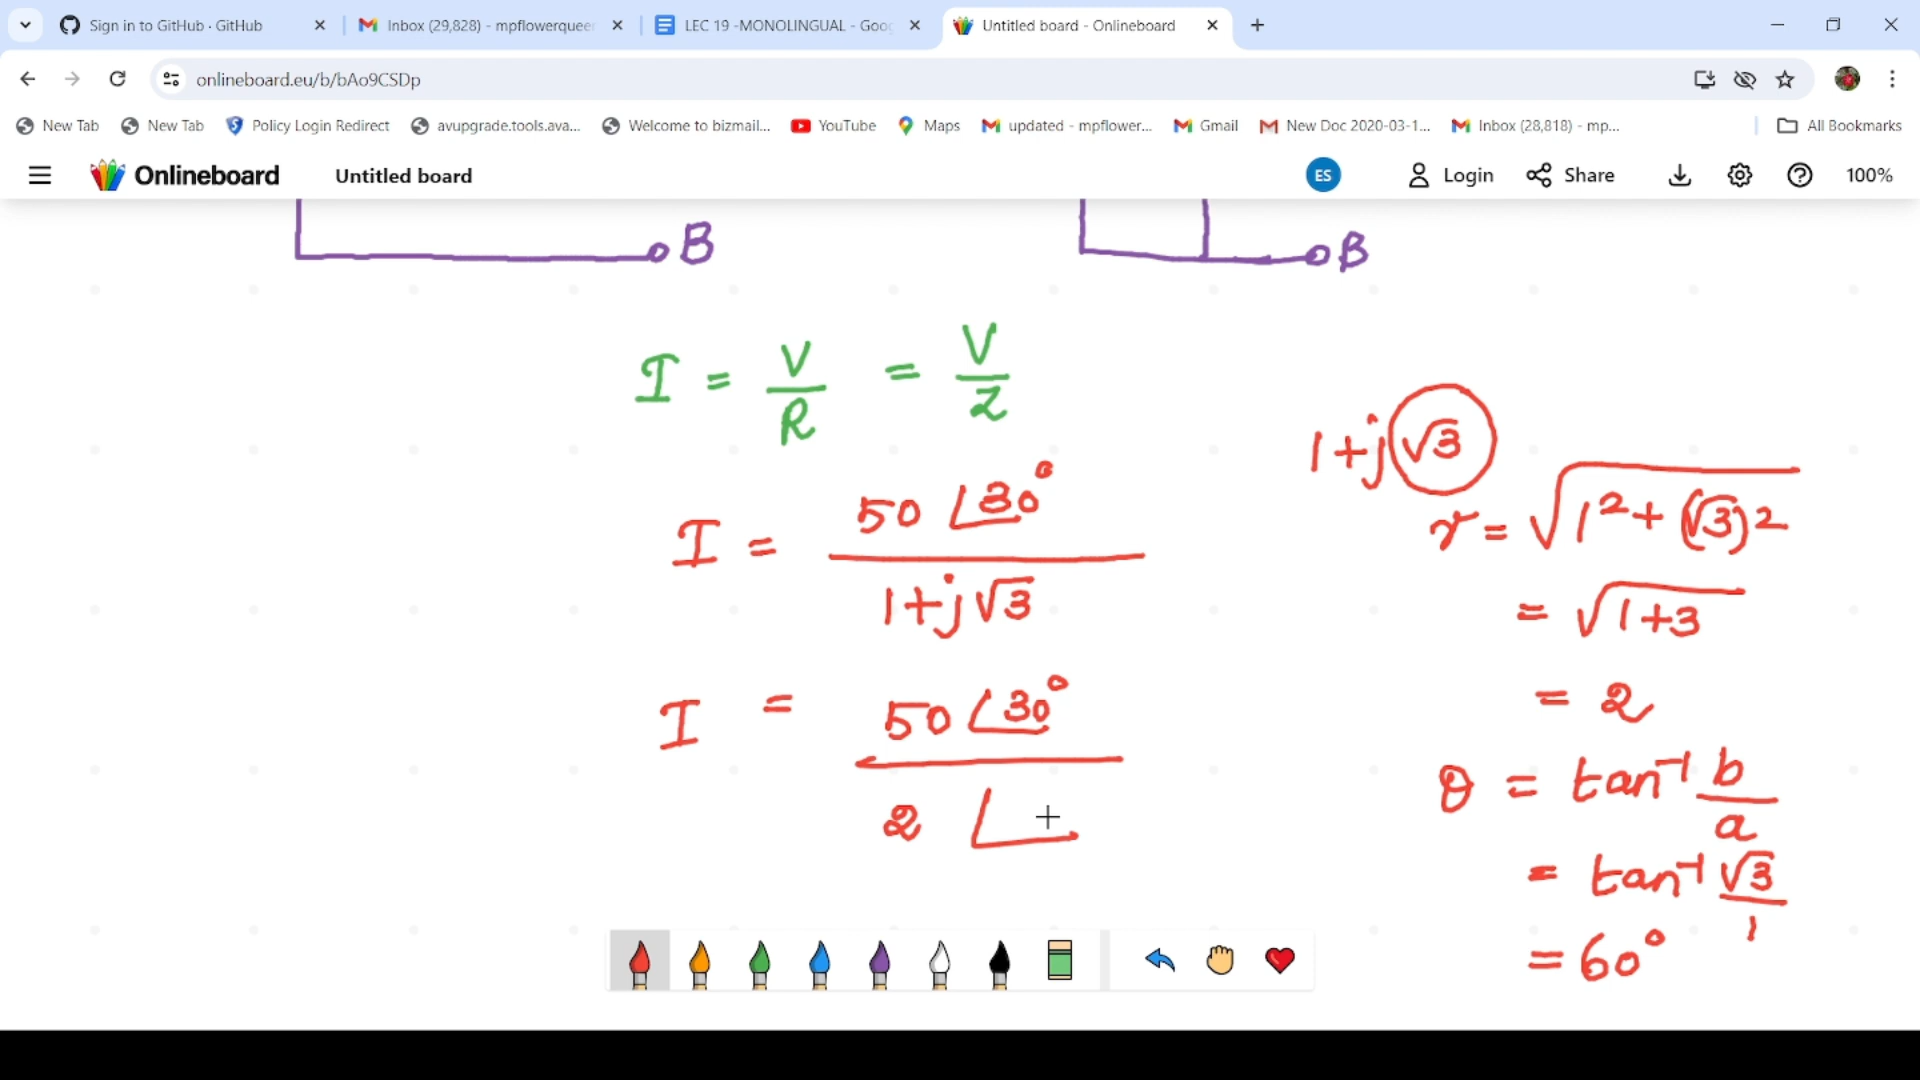 Sign in to GitHub · GitHub
Inbox (29,828) - mpflowerqueen
LEC 19 -MONOLINGUAL - Goog
Untitled board - Onlineboard
onlineboard.eu/b/bAo9CSDp
New Tab
New Tab
Policy Login Redirect
avupgrade.tools.ava...
Welcome to bizmail...
YouTube
Maps
updated - mpflower...
Gmail
New Doc 2020-03-1...
Inbox (28,818) - mp...
All Bookmarks
Onlineboard
Untitled board
ES
Login
Share
100%
B
B
I = V/R = V/Z
I = 50 ∠30° / 1+j√3
I = 50 ∠30° / 2 ∠
1+j√3
r = √(1² + (√3)2)
= √(1+3)
= 2
θ = tan⁻¹ b/a
= tan⁻¹ √3/1
= 60°